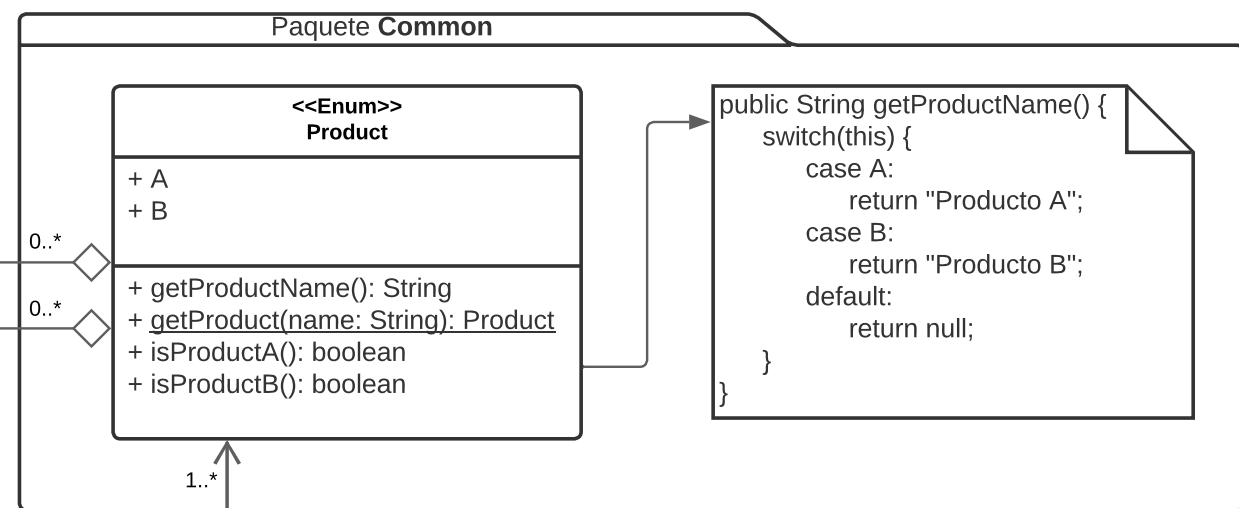 Paquete Common
<<Enum>>
Product
+ A
+ B
0..*
0..*
+ getProductName(): String
+ getProduct(name: String): Product
+ isProductA(): boolean
+ isProductB(): boolean
1..*
public String getProductName() {
switch(this) {
case A:
return "Producto A";
case B:
return "Producto B";
default:
return null;
}
}